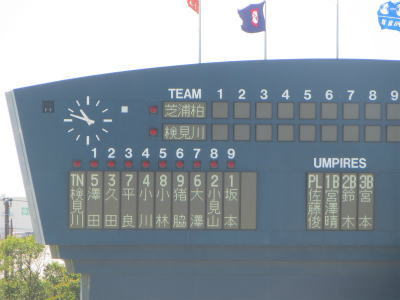 TEAM 1 2 3 4 5 6 7 8 9
芝浦柏
検見川
1 2 3 4 5 6 7 8 9
TN 5 3 7 4 8 9 6 2 1
検見川 澤田 久田 平良 小川 小林 猪脇 大澤 小見山 坂本
UMPIRES
PL 1B 2B 3B
佐藤俊 宮澤晴 鈴木 宮本